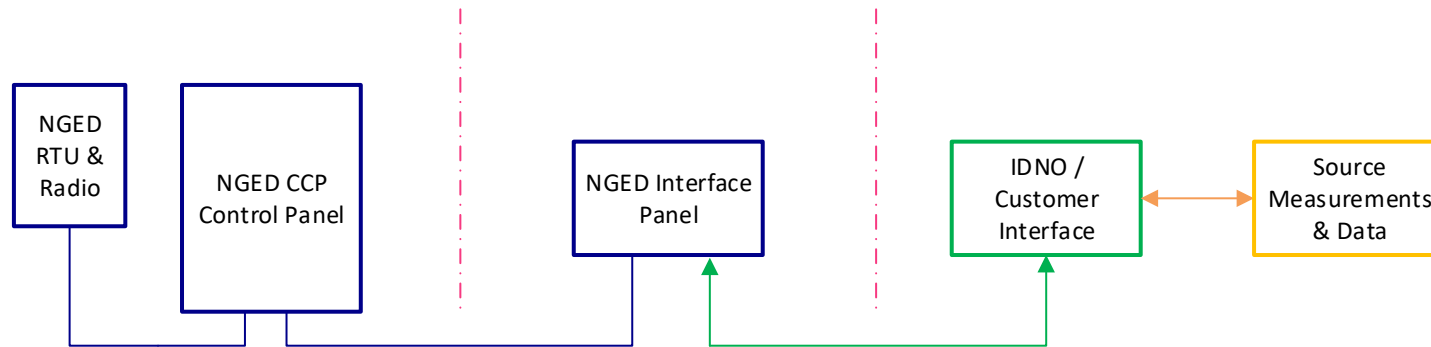 NGED
RTU &
Radio
NGED CCP
Control Panel
NGED Interface
Panel
IDNO /
Customer
Interface
Source
Measurements
& Data